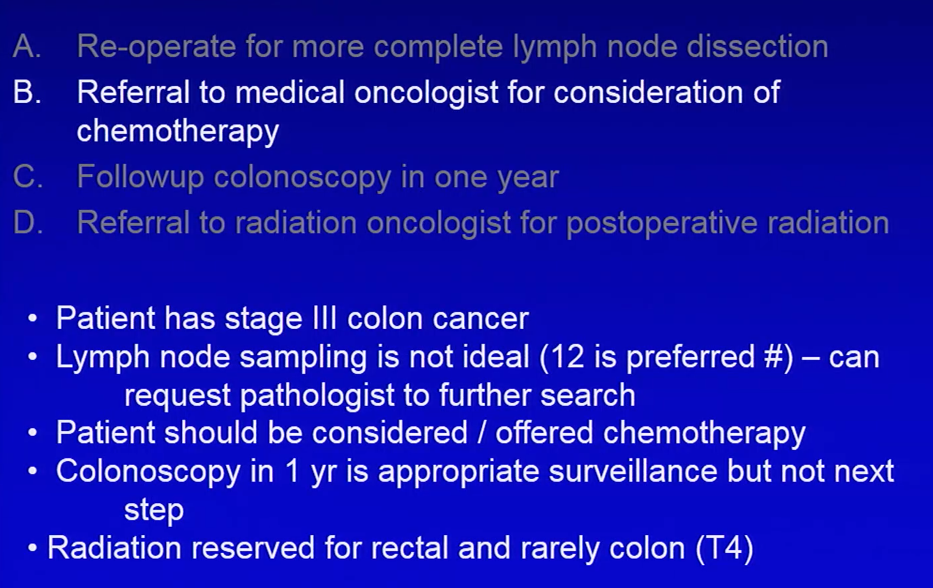 A. Re-operate for more complete lymph node dissection
B. Referral to medical oncologist for consideration of
chemotherapy
C. Followup colonoscopy in one year
D. Referral to radiation oncologist for postoperative radiation
• Patient has stage III colon cancer
• Lymph node sampling is not ideal (12 is preferred #) – can
request pathologist to further search
• Patient should be considered / offered chemotherapy
• Colonoscopy in 1 yr is appropriate surveillance but not next
step
• Radiation reserved for rectal and rarely colon (T4)